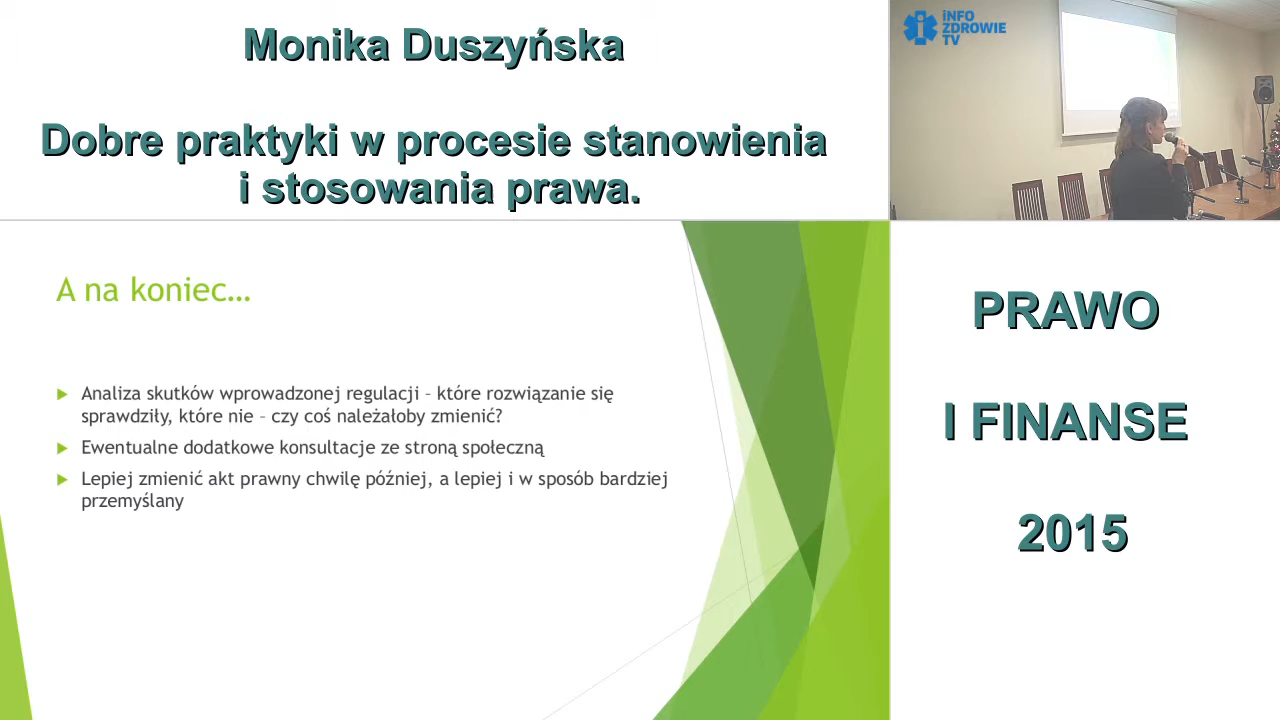 Monika Duszyńska
Dobre praktyki w procesie stanowienia
i stosowania prawa.
iNFO
ZDROWIE
TV
A na koniec…
Analiza skutków wprowadzonej regulacji – które rozwiązanie się
sprawdziły, które nie – czy coś należałoby zmienić?
Ewentualne dodatkowe konsultacje ze stroną społeczną
Lepiej zmienić akt prawny chwilę później, a lepiej i w sposób bardziej
przemyślany
PRAWO
I FINANSE
2015